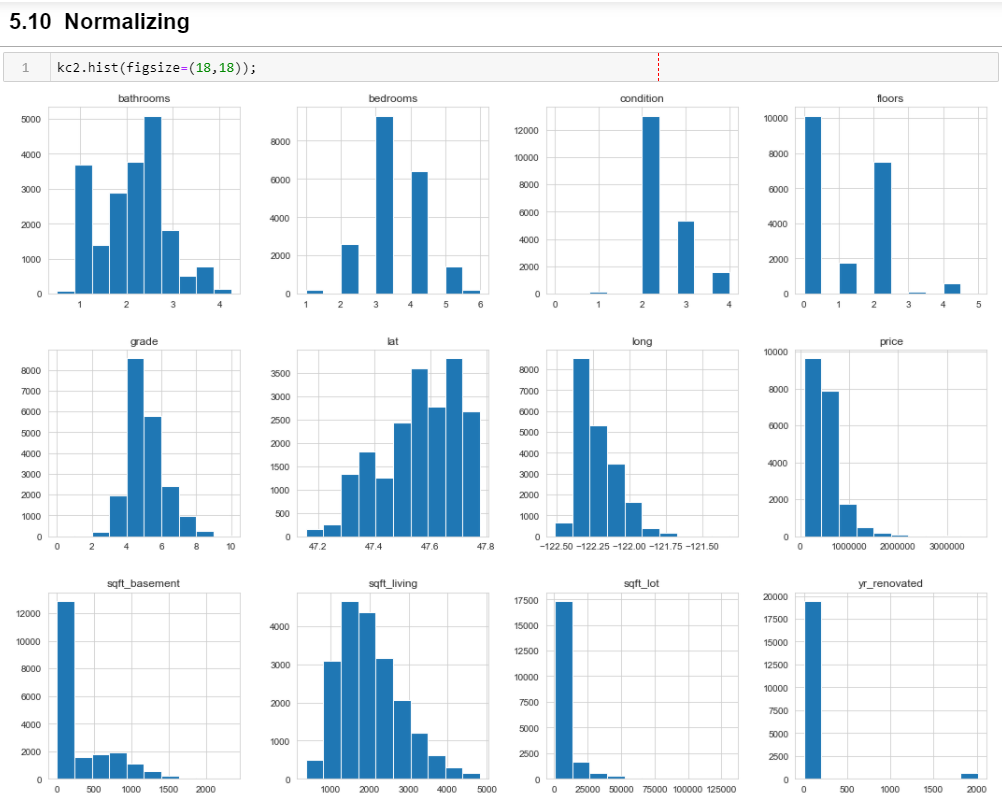 5.10 Normalizing
1 kc2.hist(figsize=(18,18));
bathrooms bedrooms condition floors
5000 4000 3000 2000 1000 0
1 2 3 4
8000 6000 4000 2000 0
1 2 3 4 5 6
12000 10000 8000 6000 4000 2000 0
0 1 2 3 4
10000 8000 6000 4000 2000 0
0 1 2 3 4 5
grade lat long price
8000 7000 6000 5000 4000 3000 2000 1000 0
0 2 4 6 8 10
3500 3000 2500 2000 1500 1000 500 0
47.2 47.4 47.6 47.8
8000 7000 6000 5000 4000 3000 2000 1000 0
−122.50 −122.25 −122.00 −121.75 −121.50
10000 8000 6000 4000 2000 0
0 1000000 2000000 3000000
sqft_basement sqft_living sqft_lot yr_renovated
12000 10000 8000 6000 4000 2000 0
0 500 1000 1500 2000
4000 3000 2000 1000 0
1000 2000 3000 4000 5000
17500 15000 12500 10000 7500 5000 2500 0
0 25000 50000 75000 100000 125000
20000 17500 15000 12500 10000 7500 5000 2500 0
0 500 1000 1500 2000